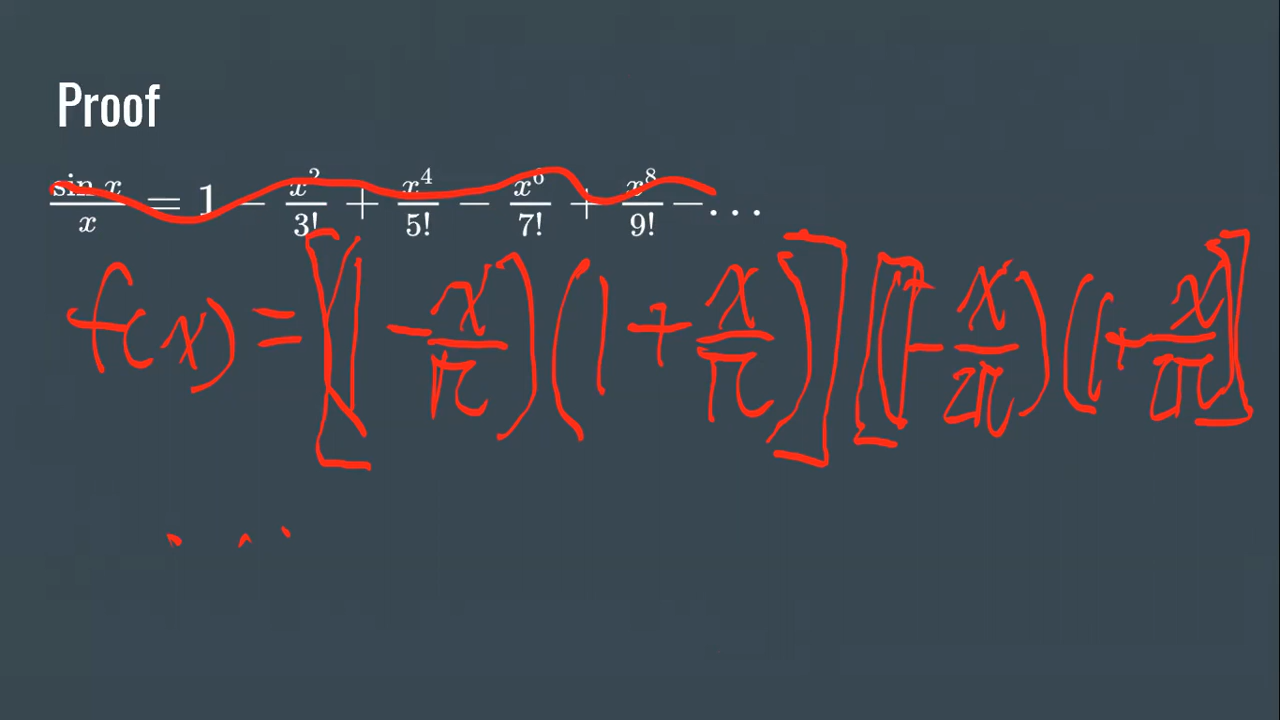 Proof
sin x / x = 1 − x² / 3! + x⁴ / 5! − x⁶ / 7! + x⁸ / 9! − ...
f(x) = [(1 − x/π)(1 + x/π)][(1 − x/2π)(1 + x/2π)]
...